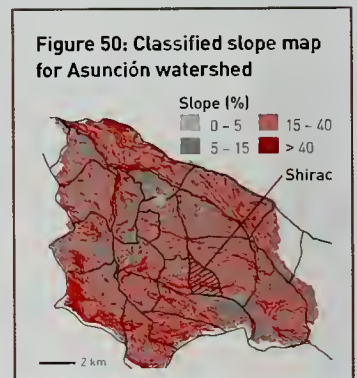 Figure 50: Classified slope map
for Asunción watershed
Slope (%)
0 – 5
15 – 40
5 – 15
> 40
Shirac
2 km